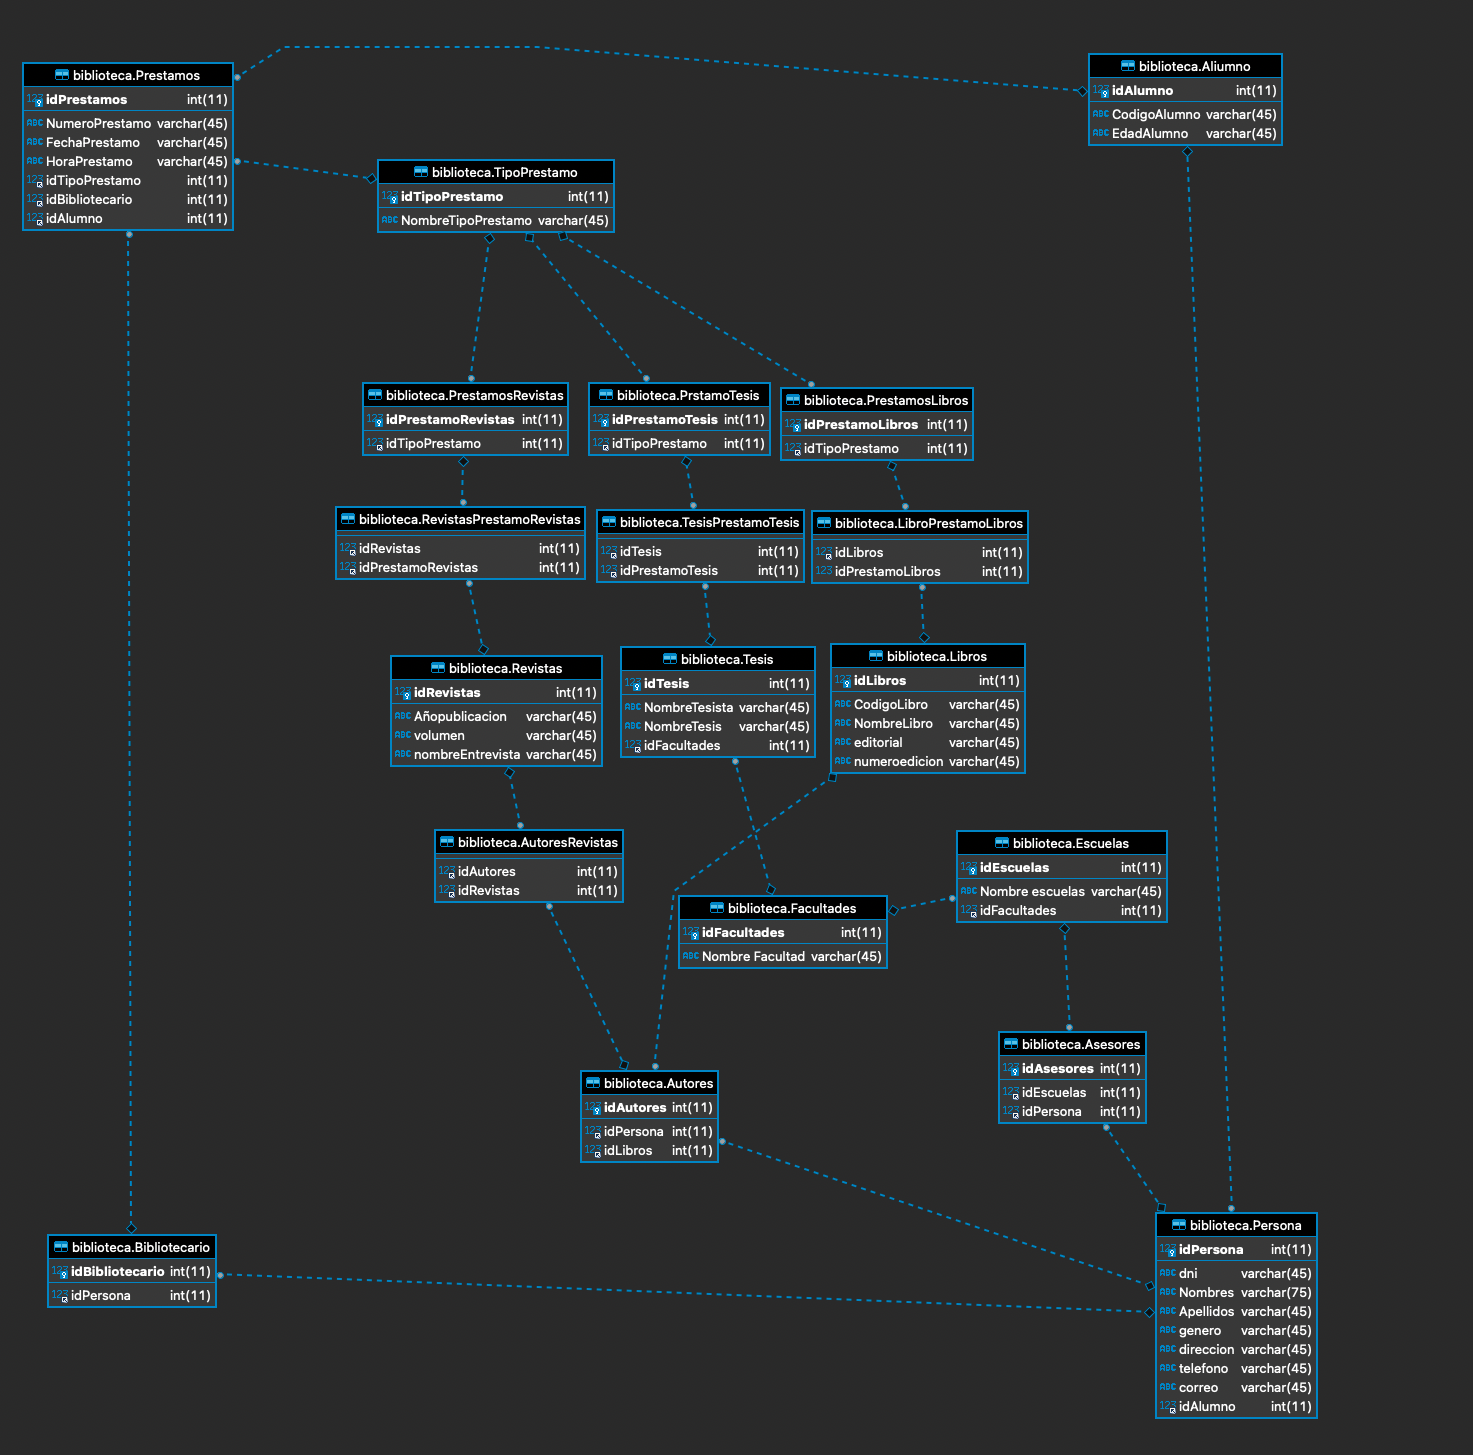 biblioteca.Prestamos
idPrestamos int(11)
NumeroPrestamo varchar(45)
FechaPrestamo varchar(45)
HoraPrestamo varchar(45)
idTipoPrestamo int(11)
idBibliotecario int(11)
idAlumno int(11)
biblioteca.Aliumno
idAlumno int(11)
CodigoAlumno varchar(45)
EdadAlumno varchar(45)
biblioteca.TipoPrestamo
idTipoPrestamo int(11)
NombreTipoPrestamo varchar(45)
biblioteca.PrestamosRevistas
idPrestamoRevistas int(11)
idTipoPrestamo int(11)
biblioteca.PrstamoTesis
idPrestamoTesis int(11)
idTipoPrestamo int(11)
biblioteca.PrestamosLibros
idPrestamoLibros int(11)
idTipoPrestamo int(11)
biblioteca.RevistasPrestamoRevistas
idRevistas int(11)
idPrestamoRevistas int(11)
biblioteca.TesisPrestamoTesis
idTesis int(11)
idPrestamoTesis int(11)
biblioteca.LibroPrestamoLibros
idLibros int(11)
idPrestamoLibros int(11)
biblioteca.Revistas
idRevistas int(11)
Añopublicacion varchar(45)
volumen varchar(45)
nombreEntrevista varchar(45)
biblioteca.Tesis
idTesis int(11)
NombreTesista varchar(45)
NombreTesis varchar(45)
idFacultades int(11)
biblioteca.Libros
idLibros int(11)
CodigoLibro varchar(45)
NombreLibro varchar(45)
editorial varchar(45)
numeroedicion varchar(45)
biblioteca.AutoresRevistas
idAutores int(11)
idRevistas int(11)
biblioteca.Escuelas
idEscuelas int(11)
Nombre escuelas varchar(45)
idFacultades int(11)
biblioteca.Facultades
idFacultades int(11)
Nombre Facultad varchar(45)
biblioteca.Asesores
idAsesores int(11)
idEscuelas int(11)
idPersona int(11)
biblioteca.Autores
idAutores int(11)
idPersona int(11)
idLibros int(11)
biblioteca.Bibliotecario
idBibliotecario int(11)
idPersona int(11)
biblioteca.Persona
idPersona int(11)
dni varchar(45)
Nombres varchar(75)
Apellidos varchar(45)
genero varchar(45)
direccion varchar(45)
telefono varchar(45)
correo varchar(45)
idAlumno int(11)